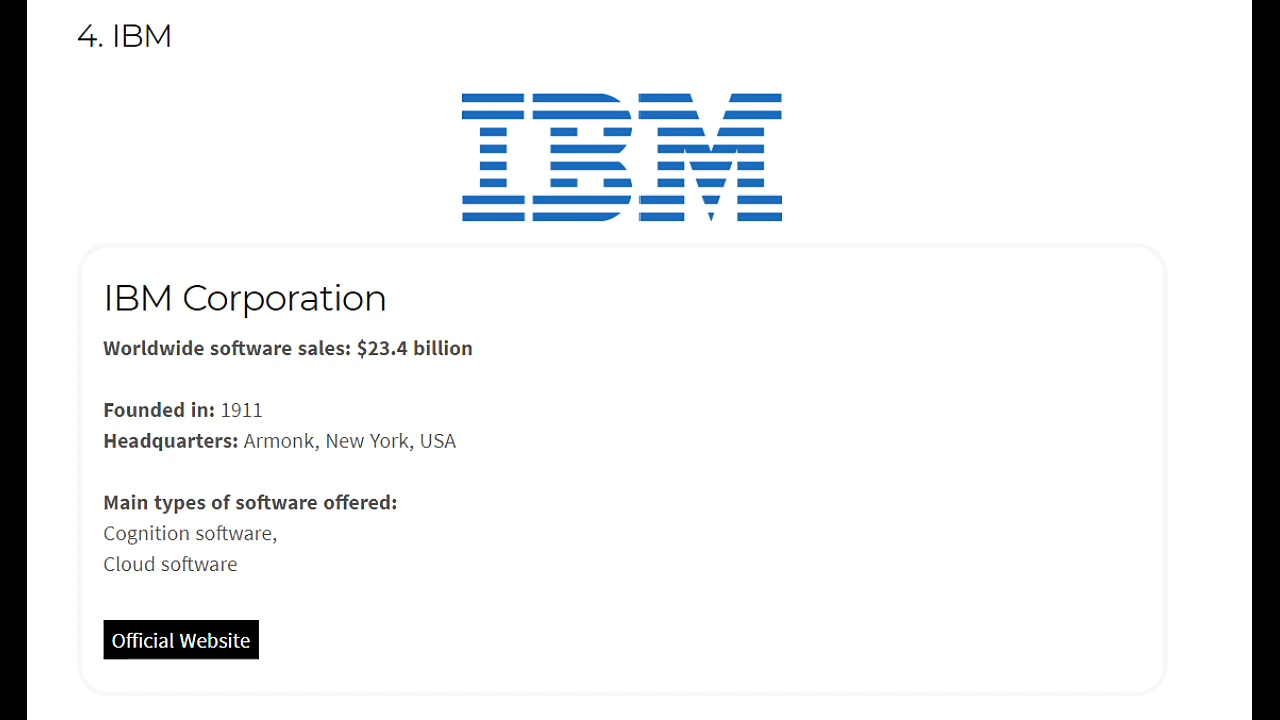 4. IBM
IBM
IBM Corporation
Worldwide software sales: $23.4 billion
Founded in: 1911
Headquarters: Armonk, New York, USA
Main types of software offered:
Cognition software,
Cloud software
Official Website